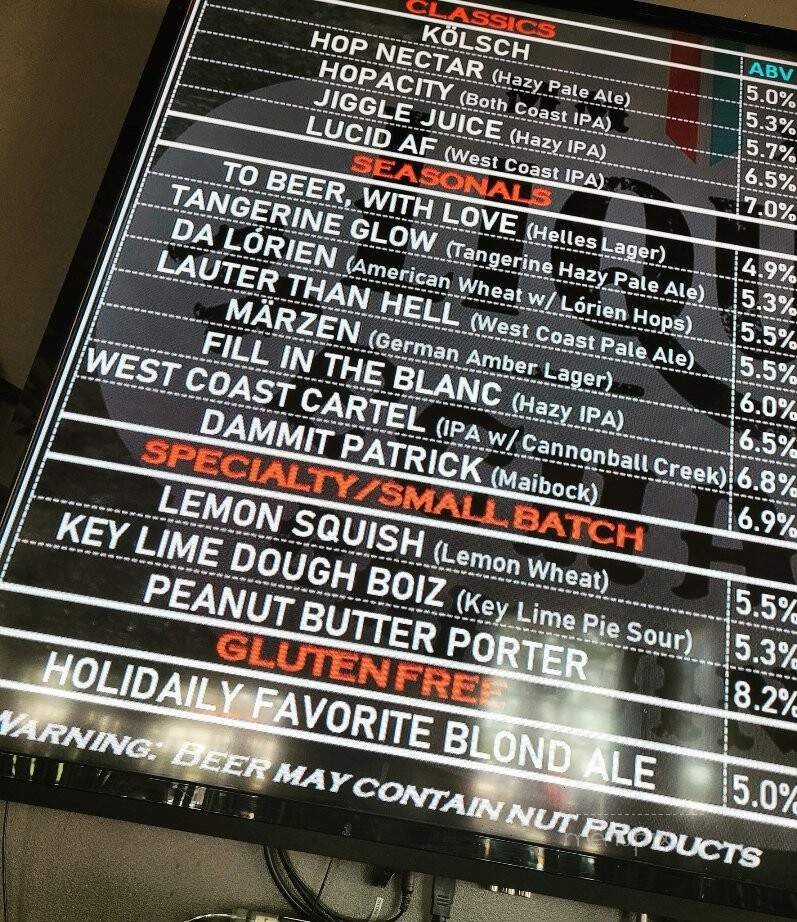 CLASSICS
ABV
KÖLSCH 5.0%
HOP NECTAR (Hazy Pale Ale) 5.3%
HOPACITY (Both Coast IPA) 5.7%
JIGGLE JUICE (Hazy IPA) 6.5%
LUCID AF (West Coast IPA) 7.0%
SEASONALS
TO BEER, WITH LOVE (Helles Lager) 4.9%
TANGERINE GLOW (Tangerine Hazy Pale Ale) 5.3%
DA LÓRIEN (American Wheat w/ Lórien Hops) 5.5%
LAUTER THAN HELL (West Coast Pale Ale) 5.5%
MÄRZEN (German Amber Lager) 6.0%
FILL IN THE BLANC (Hazy IPA) 6.5%
WEST COAST CARTEL (IPA w/ Cannonball Creek) 6.8%
DAMMIT PATRICK (Maibock) 6.9%
SPECIALTY/SMALL BATCH
LEMON SQUISH (Lemon Wheat) 5.5%
KEY LIME DOUGH BOIZ (Key Lime Pie Sour) 5.3%
PEANUT BUTTER PORTER 8.2%
GLUTEN FREE
HOLIDAILY FAVORITE BLOND ALE 5.0%
WARNING: BEER MAY CONTAIN NUT PRODUCTS